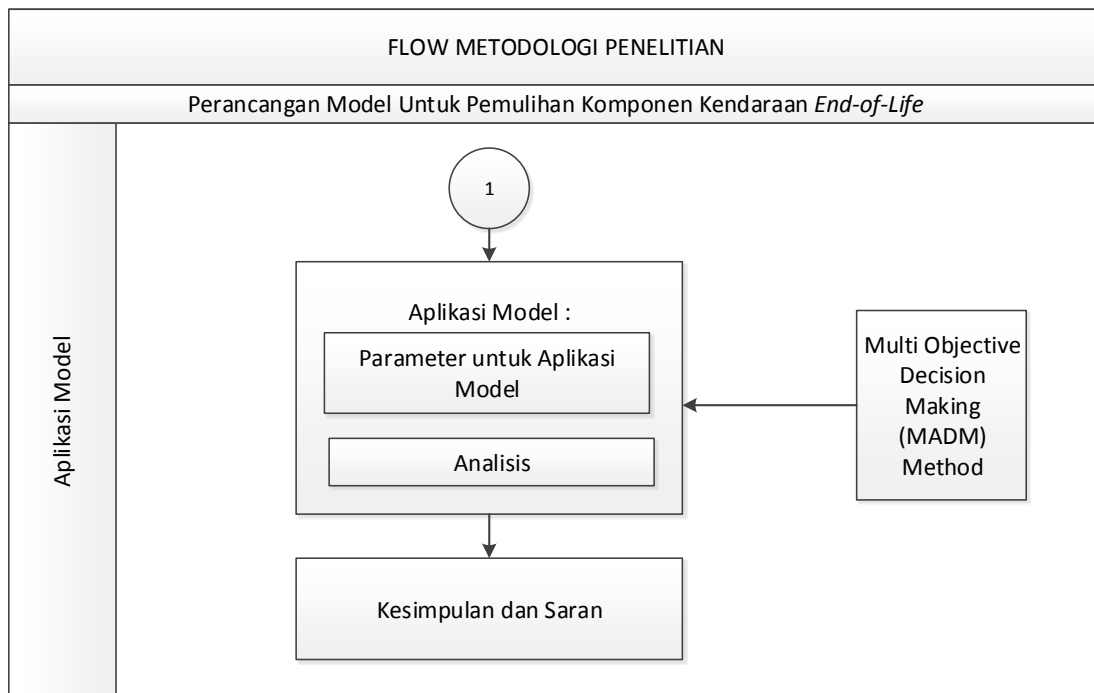 FLOW METODOLOGI PENELITIAN
Perancangan Model Untuk Pemulihan Komponen Kendaraan End-of-Life
Aplikasi Model
1
Aplikasi Model :
Parameter untuk Aplikasi
Model
Analisis
Multi Objective
Decision
Making
(MADM)
Method
Kesimpulan dan Saran